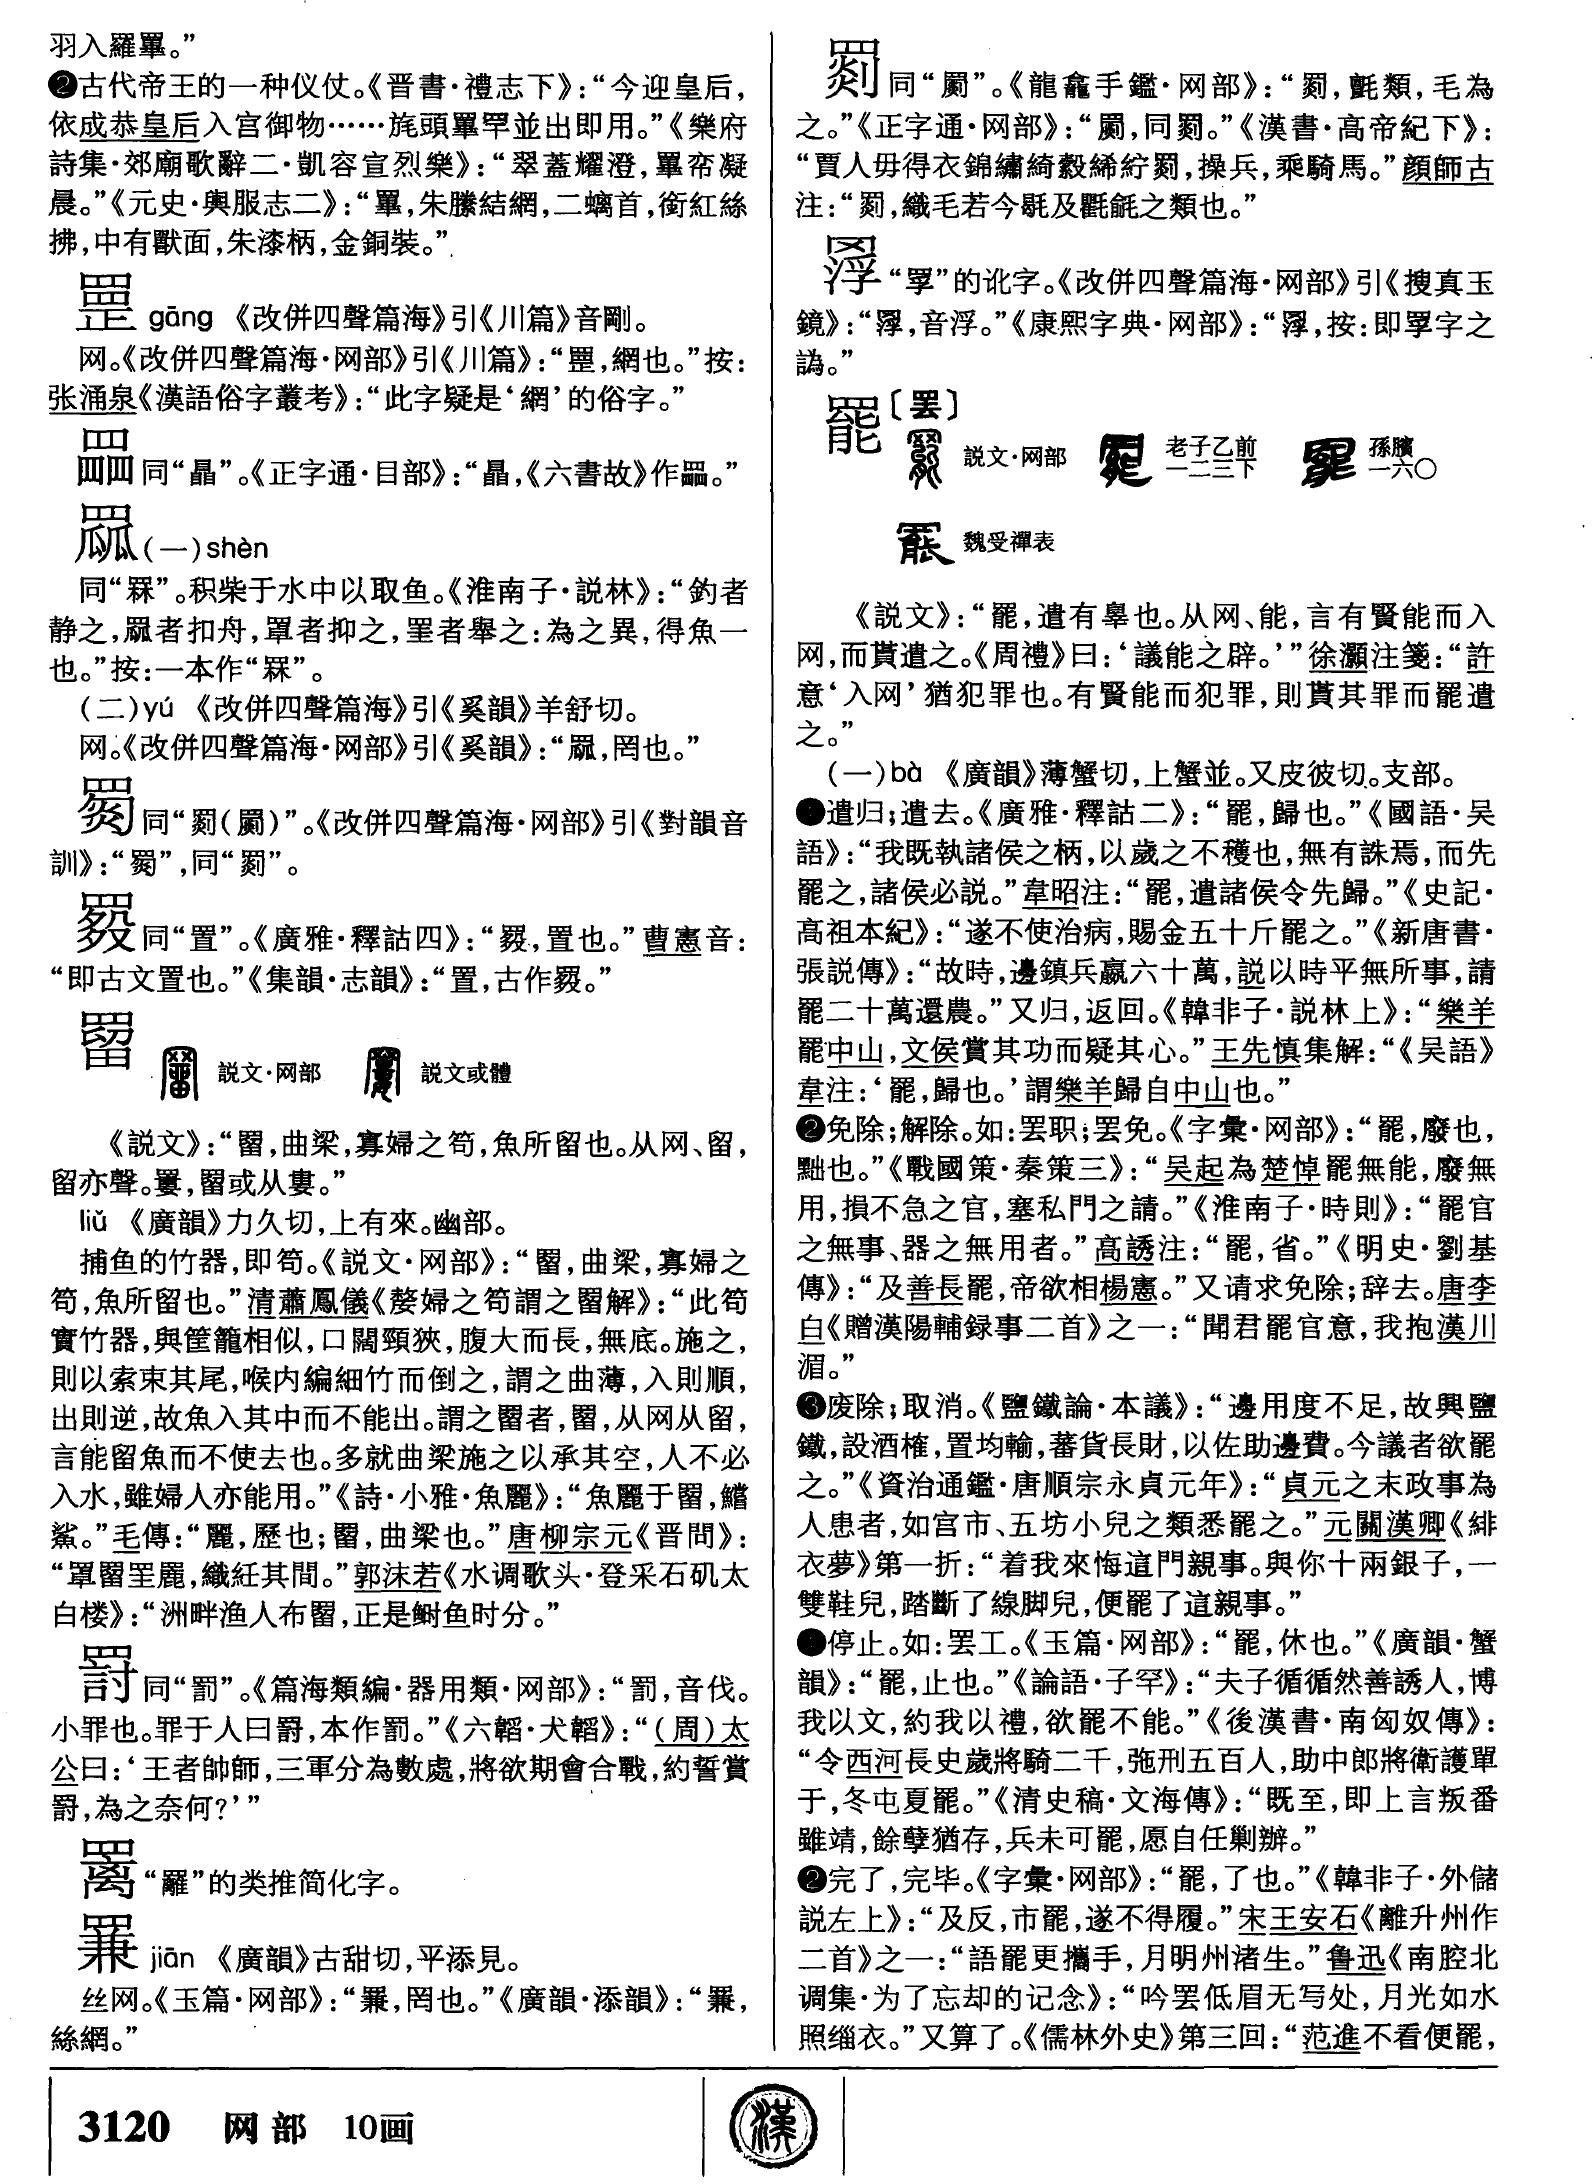 羽入羅罼。”
❷古代帝王的一种仪仗。《晋書·禮志下》：“今迎皇后，
依成恭皇后入宫御物……旄頭罼罕並出即用。”《樂府
詩集·郊廟歌辭二·凱容宣烈樂》：“翠蓋耀澄，罼帟凝
晨。”《元史·輿服志二》：“罼，朱縢結網，二螭首，銜紅絲
拂，中有獸面，朱漆柄，金銅裝。”
gāng 《改併四聲篇海》引《川篇》音剛。
网。《改併四聲篇海·网部》引《川篇》：“，網也。”按：
张涌泉《漢語俗字叢考》：“此字疑是‘網’的俗字。”
同“瞐”。《正字通·目部》：“瞐，《六書故》作。”
（一）shèn
同“罧”。积柴于水中以取鱼。《淮南子·説林》：“釣者
静之，者扣舟，罩者抑之，罣者舉之：為之異，得魚一
也。”按：一本作“罧”。
（二）yú 《改併四聲篇海》引《奚韻》羊舒切。
网。《改併四聲篇海·网部》引《奚韻》：“，罔也。”
同“𦋺（罽）”。《改併四聲篇海·网部》引《對韻音
訓》：“”，同“”。
同“置”。《廣雅·釋詁四》：“，置也。”曹憲音：
“即古文置也。”《集韻·志韻》：“置，古作。”
罶 説文·网部 説文或體
《説文》：“罶，曲梁，寡婦之笱，魚所留也。从网、留，
留亦聲。，罶或从婁。”
liǔ 《廣韻》力久切，上有來。幽部。
捕鱼的竹器，即笱。《説文·网部》：“罶，曲梁，寡婦之
笱，魚所留也。”清蕭鳳儀《嫠婦之笱謂之罶解》：“此笱
實竹器，與筐籠相似，口闊頸狹，腹大而長，無底。施之，
則以索束其尾，喉内編細竹而倒之，謂之曲薄，入則順，
出則逆，故魚入其中而不能出。謂之罶者，罶，从网从留，
言能留魚而不使去也。多就曲梁施之以承其空，人不必
入水，雖婦人亦能用。”《詩·小雅·魚麗》：“魚麗于罶，鱨
鯊。”毛傳：“麗，歷也；罶，曲梁也。”唐柳宗元《晋問》：
“罩罶罣麗，織紝其間。”郭沫若《水调歌头·登采石矶太
白楼》：“洲畔渔人布罶，正是鲥鱼时分。”
罸同“罰”。《篇海類編·器用類·网部》：“罰，音伐。
小罪也。罪于人曰罸，本作罰。”《六韜·犬韜》：“（周）太
公曰：‘王者帥師，三軍分為數處，將欲期會合戰，約誓賞
罸，為之奈何？’”
“䍦”的类推简化字。
jiān 《廣韻》古甜切，平添見。
丝网。《玉篇·网部》：“，罔也。”《廣韻·添韻》：“，
絲網。”
同“罽”。《龍龕手鑑·网部》：“，氈類，毛為
之。”《正字通·网部》：“罽，同。”《漢書·高帝紀下》：
“賈人毋得衣錦繡綺縠絺紵罽，操兵，乘騎馬。”顔師古
注：“罽，織毛若今毼及氍毹之類也。”
“罦”的讹字。《改併四聲篇海·网部》引《搜真玉
鏡》：“，音浮。”《康熙字典·网部》：“，按：即罦字之
譌。”
罷〔罢〕 説文·网部 老子乙前一二三下 孫臏一六〇
魏受禪表
《説文》：“罷，遣有辠也。从网、能，言有賢能而入
网，而貰遣之。《周禮》曰：‘議能之辟。’”徐灝注箋：“許
意‘入网’猶犯罪也。有賢能而犯罪，則貰其罪而罷遣
之。”
（一）bà 《廣韻》薄蟹切，上蟹並。又皮彼切。支部。
❶遣归；遣去。《廣雅·釋詁二》：“罷，歸也。”《國語·吴
語》：“我既執諸侯之柄，以歲之不穫也，無有誅焉，而先
罷之，諸侯必説。”韋昭注：“罷，遣諸侯令先歸。”《史記·
高祖本紀》：“遂不使治病，賜金五十斤罷之。”《新唐書·
張説傳》：“故時，邊鎮兵嬴六十萬，説以時平無所事，請
罷二十萬還農。”又归，返回。《韓非子·説林上》：“樂羊
罷中山，文侯賞其功而疑其心。”王先慎集解：“《吴語》
韋注：‘罷，歸也。’謂樂羊歸自中山也。”
❷免除；解除。如：罢职；罢免。《字彙·网部》：“罷，廢也，
黜也。”《戰國策·秦策三》：“吴起為楚悼罷無能，廢無
用，損不急之官，塞私門之請。”《淮南子·時則》：“罷官
之無事、器之無用者。”高誘注：“罷，省。”《明史·劉基
傳》：“及善長罷，帝欲相楊憲。”又请求免除；辞去。唐李
白《贈漢陽輔録事二首》之一：“聞君罷官意，我抱漢川
湄。”
❸废除；取消。《鹽鐵論·本議》：“邊用度不足，故興鹽
鐵，設酒榷，置均輸，蕃貨長財，以佐助邊費。今議者欲罷
之。”《資治通鑑·唐順宗永貞元年》：“貞元之末政事為
人患者，如宫市、五坊小兒之類悉罷之。”元關漢卿《緋
衣夢》第一折：“着我來悔這門親事。與你十兩銀子，一
雙鞋兒，踏斷了線脚兒，便罷了這親事。”
❹停止。如：罢工。《玉篇·网部》：“罷，休也。”《廣韻·蟹
韻》：“罷，止也。”《論語·子罕》：“夫子循循然善誘人，博
我以文，約我以禮，欲罷不能。”《後漢書·南匈奴傳》：
“令西河長史歲將騎二千，弛刑五百人，助中郎將衛護單
于，冬屯夏罷。”《清史稿·文海傳》：“既至，即上言叛番
雖靖，餘孽猶存，兵未可罷，愿自任剿辦。”
❷完了，完毕。《字彙·网部》：“罷，了也。”《韓非子·外儲
説左上》：“及反，市罷，遂不得履。”宋王安石《離升州作
二首》之一：“語罷更攜手，月明州渚生。”鲁迅《南腔北
调集·为了忘却的记念》：“吟罢低眉无写处，月光如水
照缁衣。”又算了。《儒林外史》第三回：“范進不看便罷，
3120 网部 10画
漢